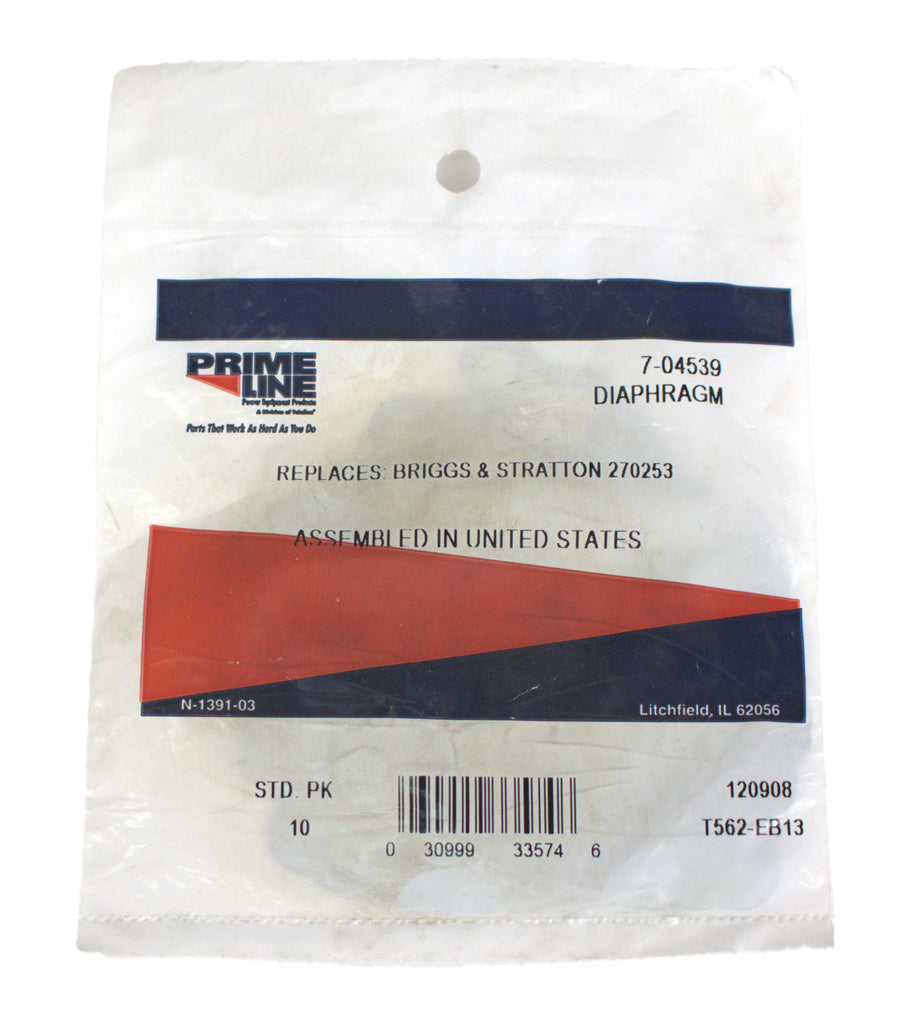 PRIME
LINE
Power Equipment Products
A Division of Teleflex
Parts That Work As Hard As You Do
7-04539
DIAPHRAGM
REPLACES: BRIGGS & STRATTON 270253
ASSEMBLED IN UNITED STATES
N-1391-03
Litchfield, IL 62056
STD. PK
10
0 30999 33574 6
120908
T562-EB13